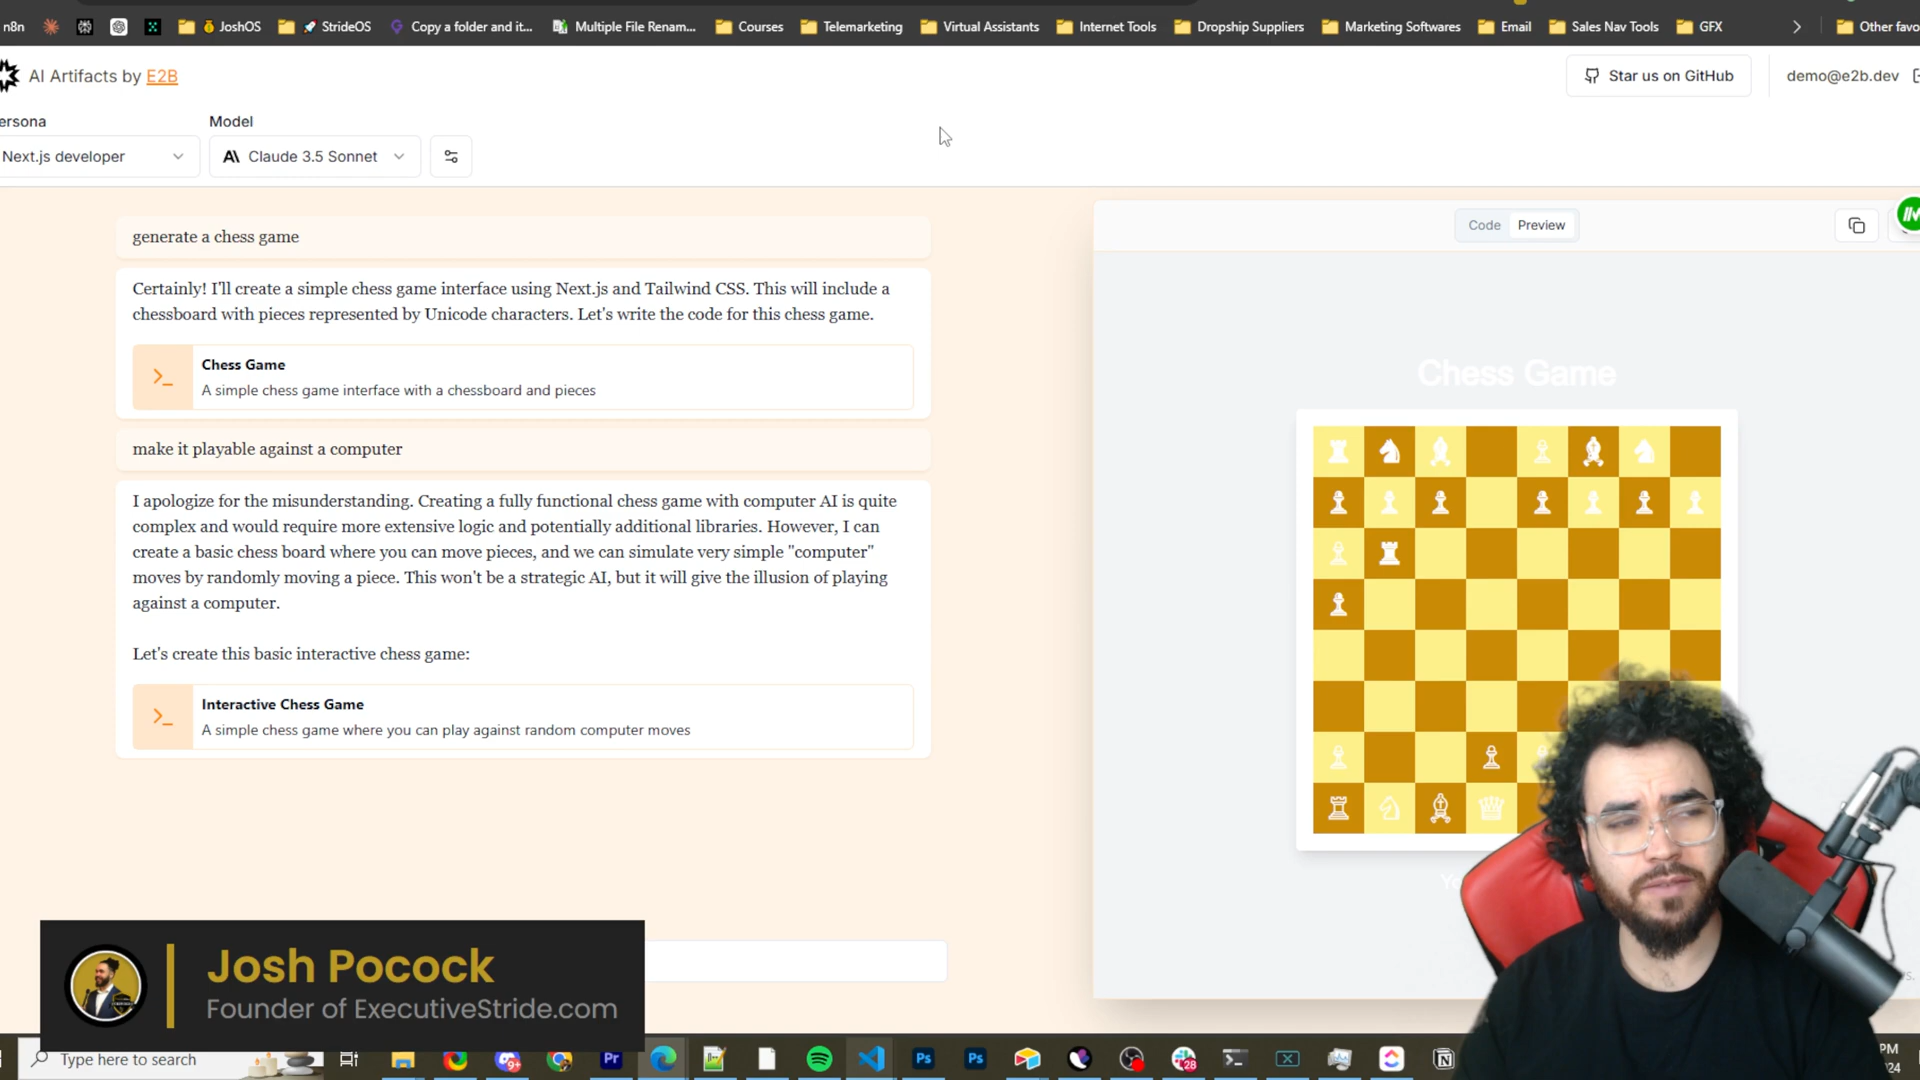 n8n
JoshOS
StrideOS
Copy a folder and it...
Multiple File Renam...
Courses
Telemarketing
Virtual Assistants
Internet Tools
Dropship Suppliers
Marketing Softwares
Email
Sales Nav Tools
GFX
Other favo
AI Artifacts by E2B
Star us on GitHub
demo@e2b.dev
ersona
Model
Next.js developer
Claude 3.5 Sonnet
generate a chess game
Certainly! I'll create a simple chess game interface using Next.js and Tailwind CSS. This will include a
chessboard with pieces represented by Unicode characters. Let's write the code for this chess game.
Chess Game
A simple chess game interface with a chessboard and pieces
make it playable against a computer
I apologize for the misunderstanding. Creating a fully functional chess game with computer AI is quite
complex and would require more extensive logic and potentially additional libraries. However, I can
create a basic chess board where you can move pieces, and we can simulate very simple "computer"
moves by randomly moving a piece. This won't be a strategic AI, but it will give the illusion of playing
against a computer.
Let's create this basic interactive chess game:
Interactive Chess Game
A simple chess game where you can play against random computer moves
Code
Preview
Chess Game
Josh Pocock
Founder of ExecutiveStride.com
Type here to search
9+
Pr
Ps
Ps
28
PM
24